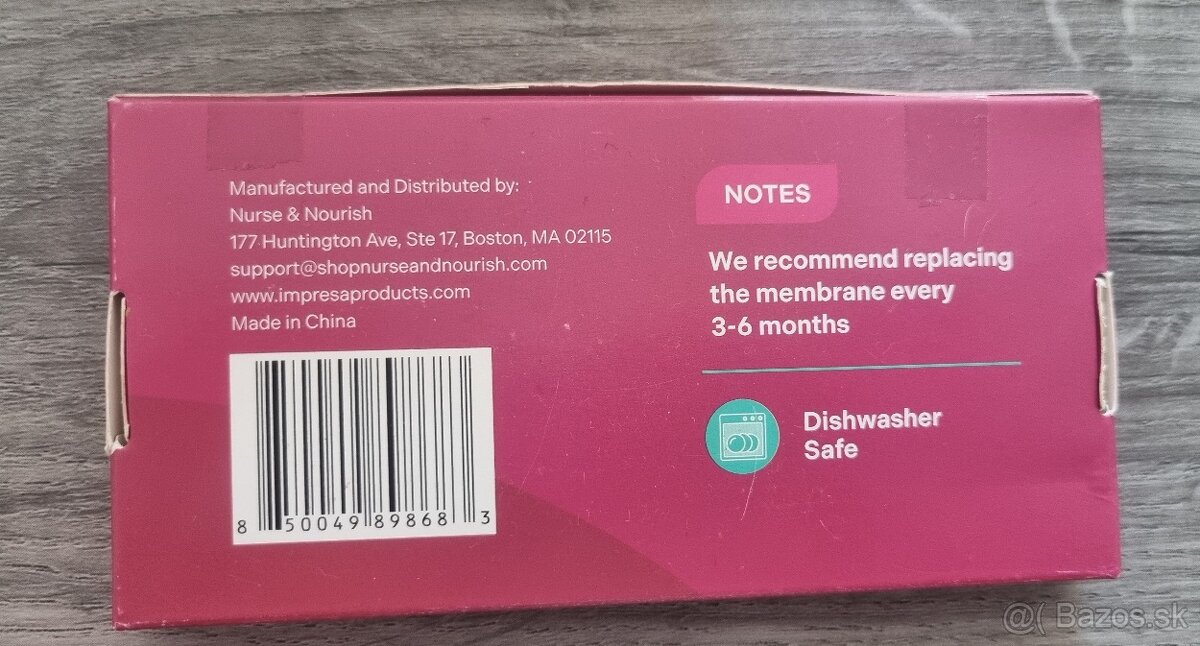 Manufactured and Distributed by:
Nurse & Nourish
177 Huntington Ave, Ste 17, Boston, MA 02115
support@shopnurseandnourish.com
www.impresaproducts.com
Made in China
8 50049 89868 3
NOTES
We recommend replacing
the membrane every
3-6 months
Dishwasher
Safe
@( Bazos.sk